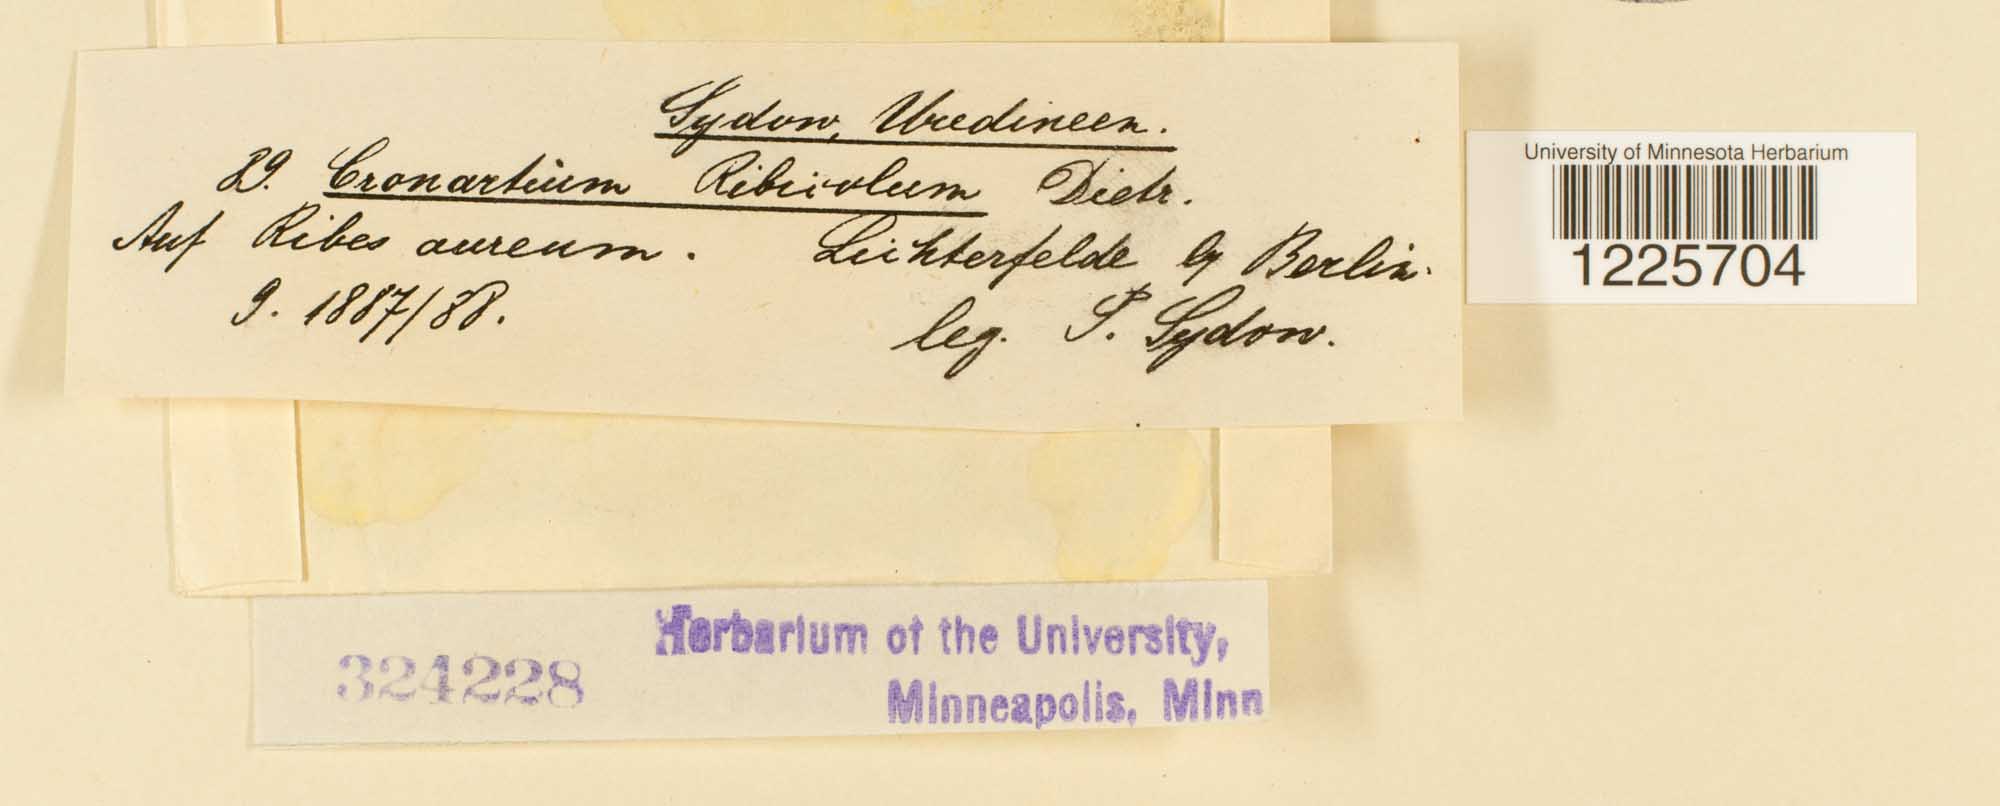 Sydow, Uredineen.
89. Cronartium Ribicolum Dietr.
Auf Ribes aureum. Lichterfelde b/ Berlin.
9. 1887/88. leg. P. Sydow.
University of Minnesota Herbarium
1225704
324228
Herbarium of the University,
Minneapolis, Minn